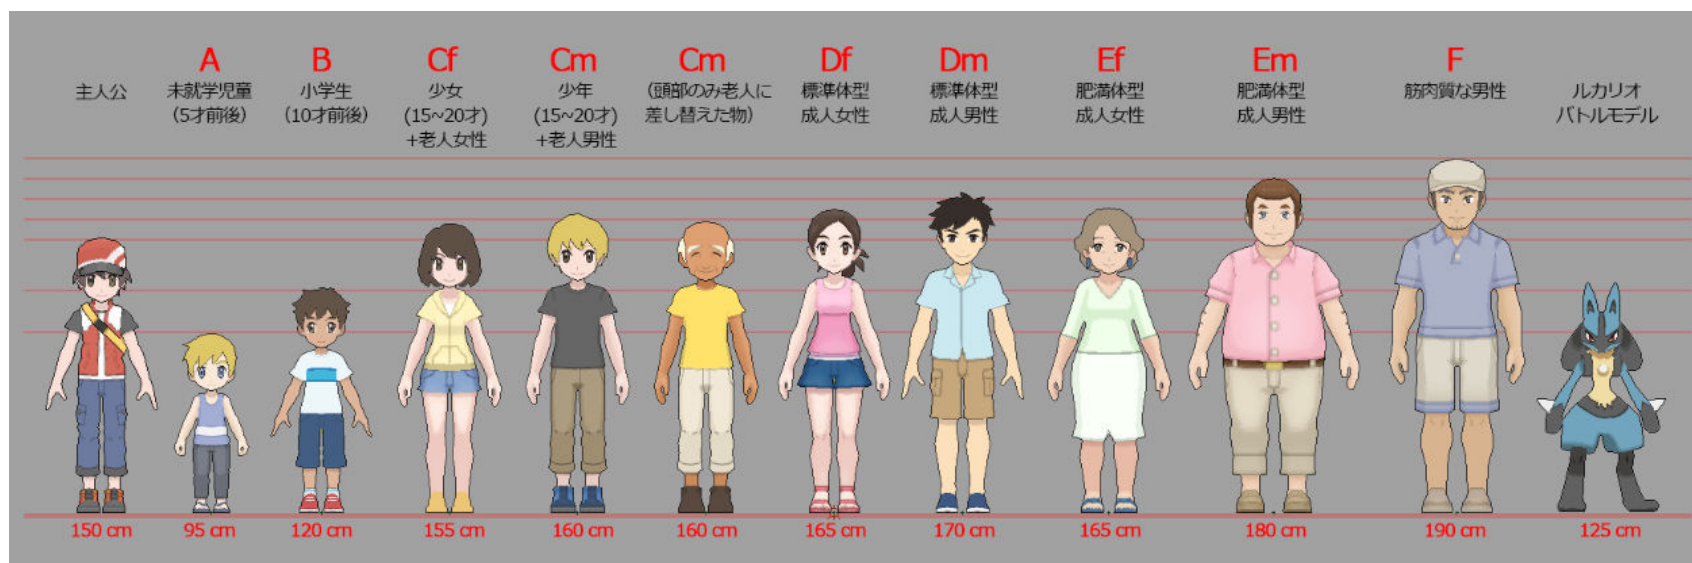 主人公
A
未就学児童
(5才前後)
B
小学生
(10才前後)
Cf
少女
(15~20才)
+老人女性
Cm
少年
(15~20才)
+老人男性
Cm
(頭部のみ老人に
差し替えた物)
Df
標準体型
成人女性
Dm
標準体型
成人男性
Ef
肥満体型
成人女性
Em
肥満体型
成人男性
F
筋肉質な男性
ルカリオ
バトルモデル
150 cm
95 cm
120 cm
155 cm
160 cm
160 cm
165 cm
170 cm
165 cm
180 cm
190 cm
125 cm